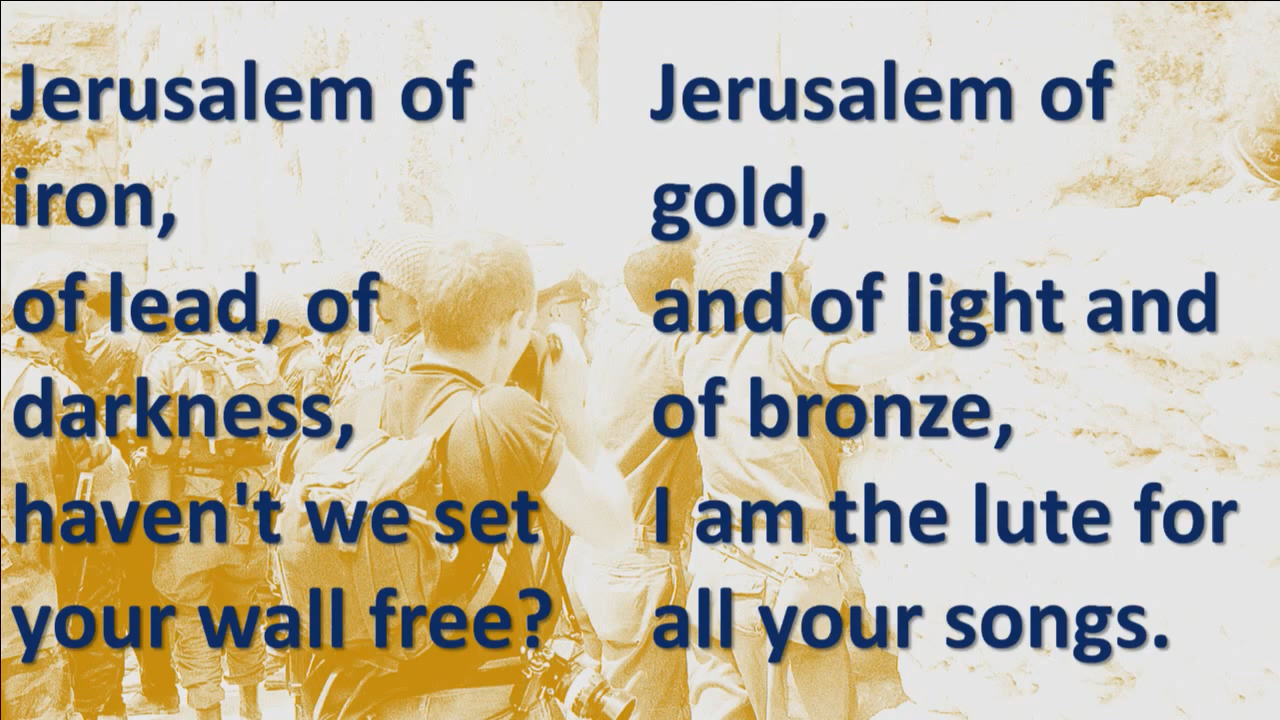 Jerusalem of
iron,
of lead, of
darkness,
haven't we set
your wall free?
Jerusalem of
gold,
and of light and
of bronze,
I am the lute for
all your songs.